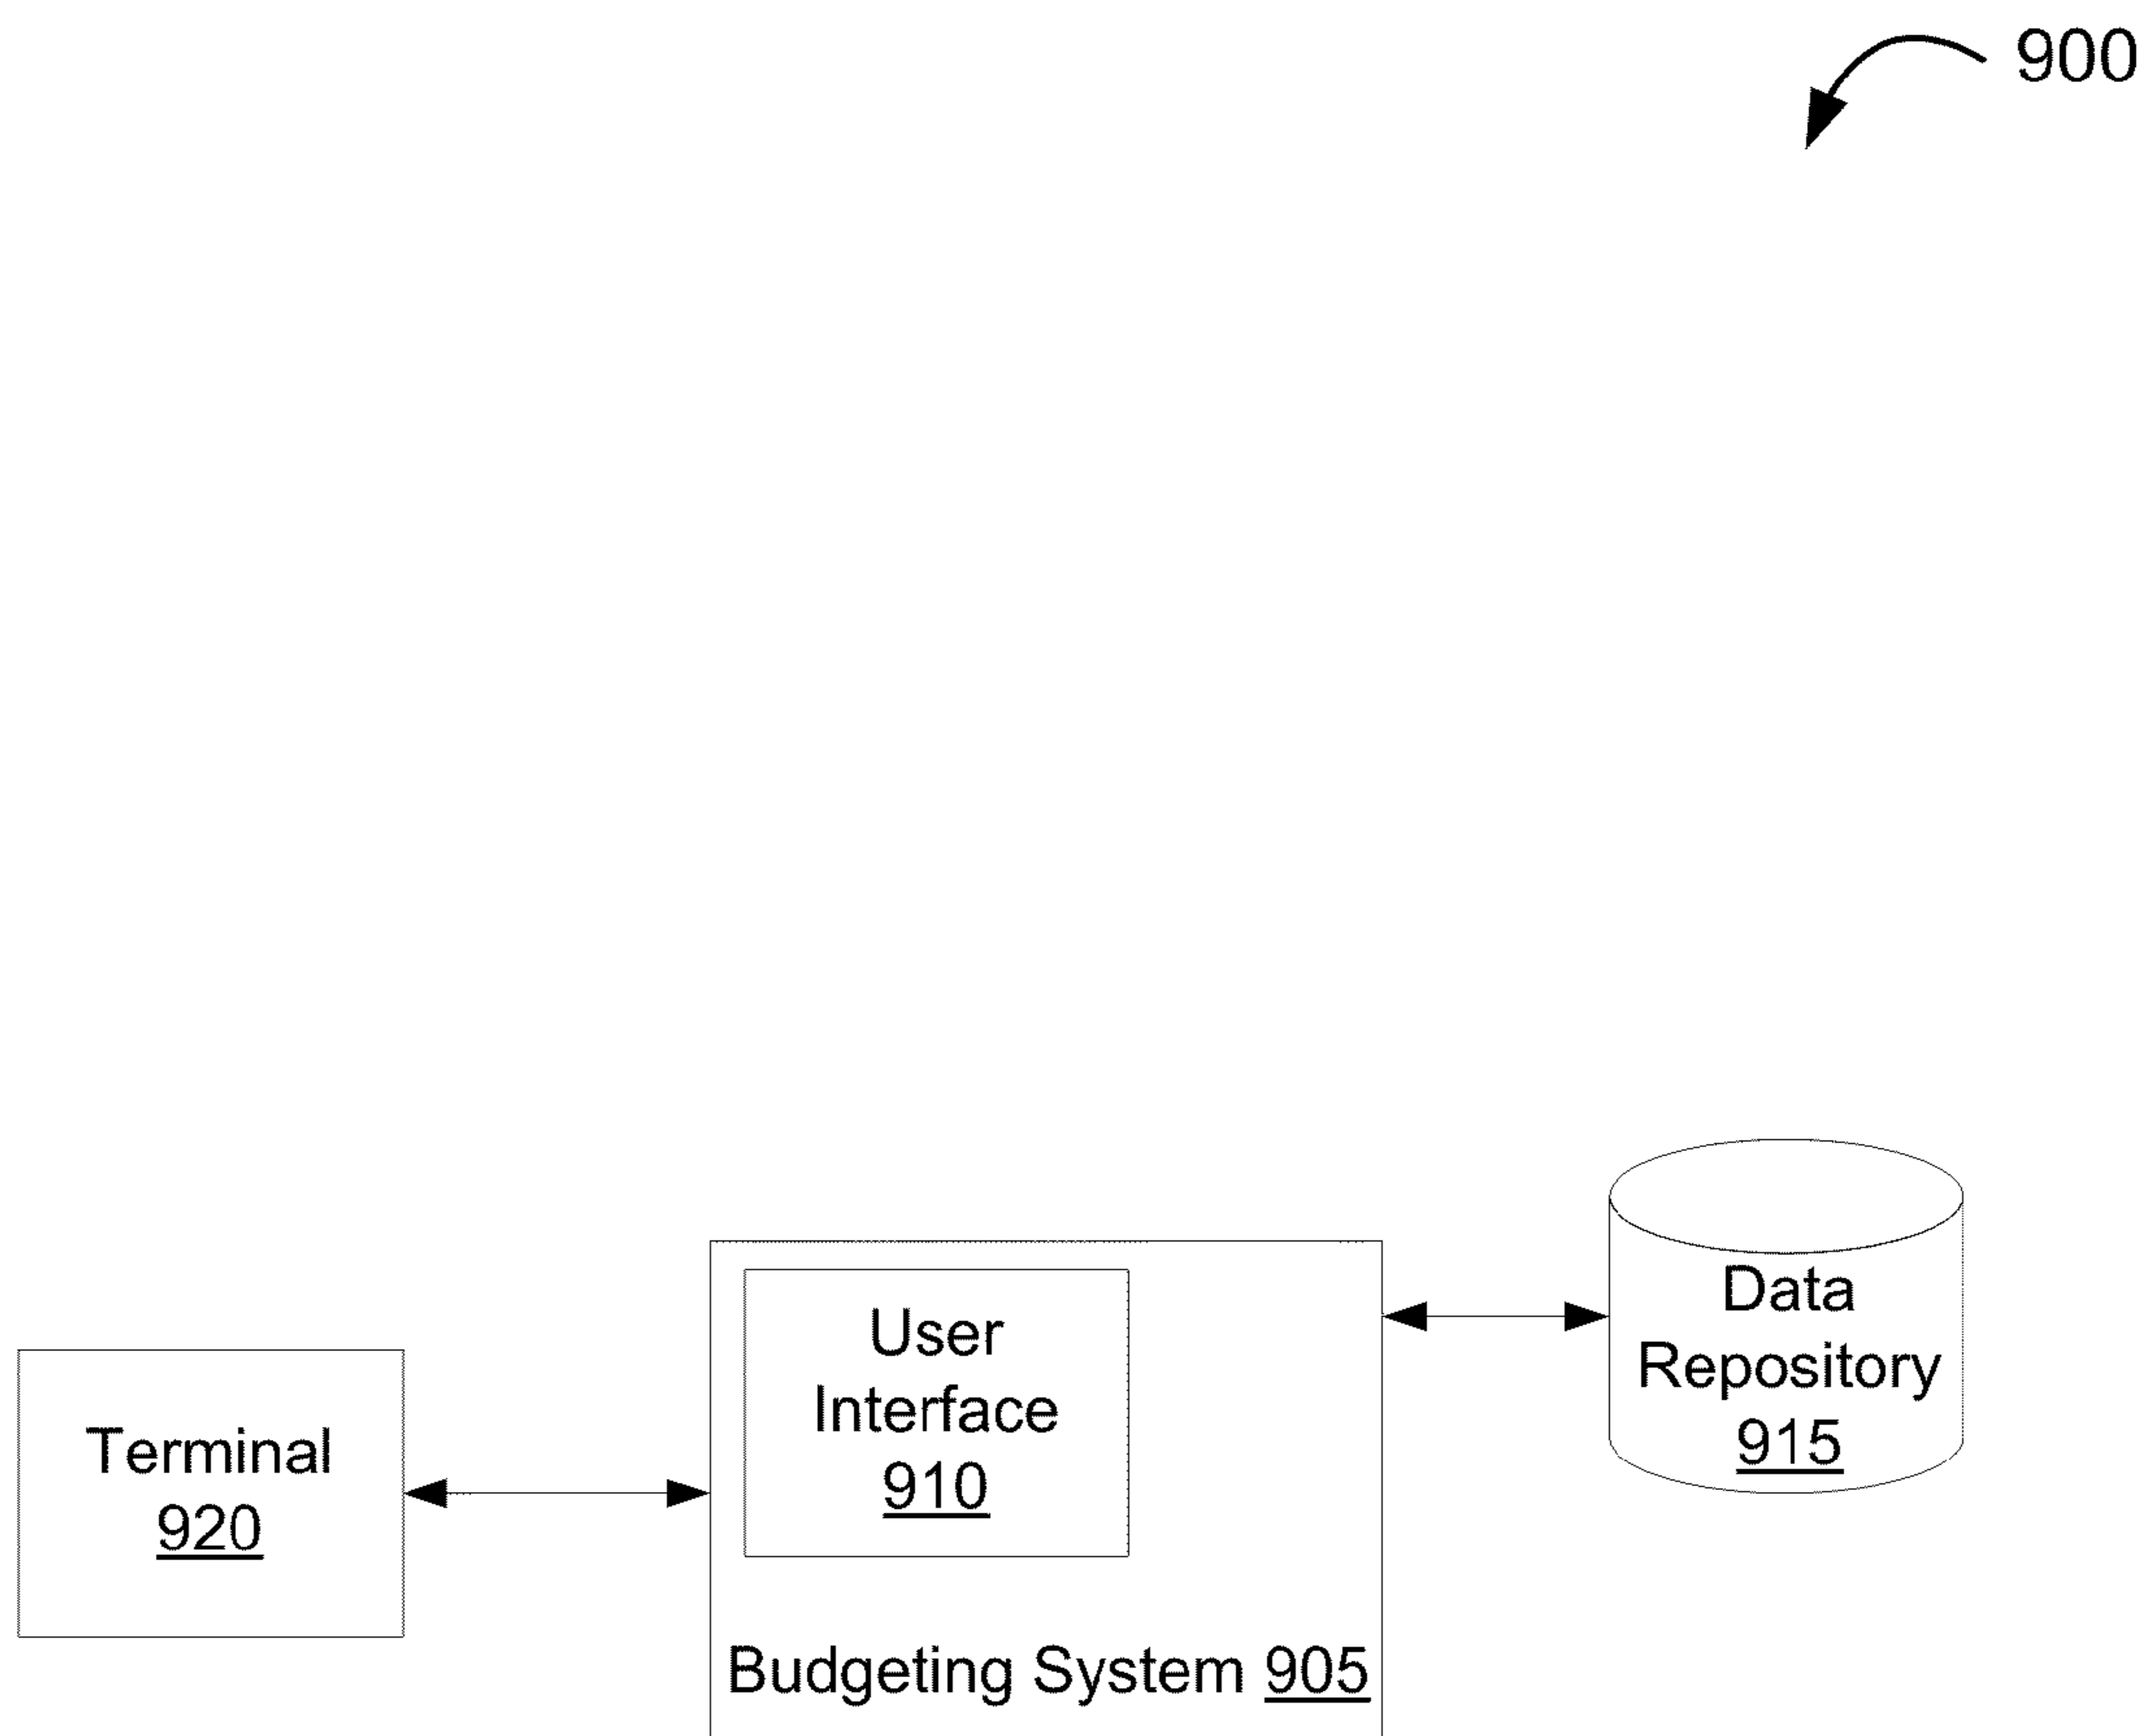 900
Data
Repository
915
User
Interface
910
Terminal
920
Budgeting System 905